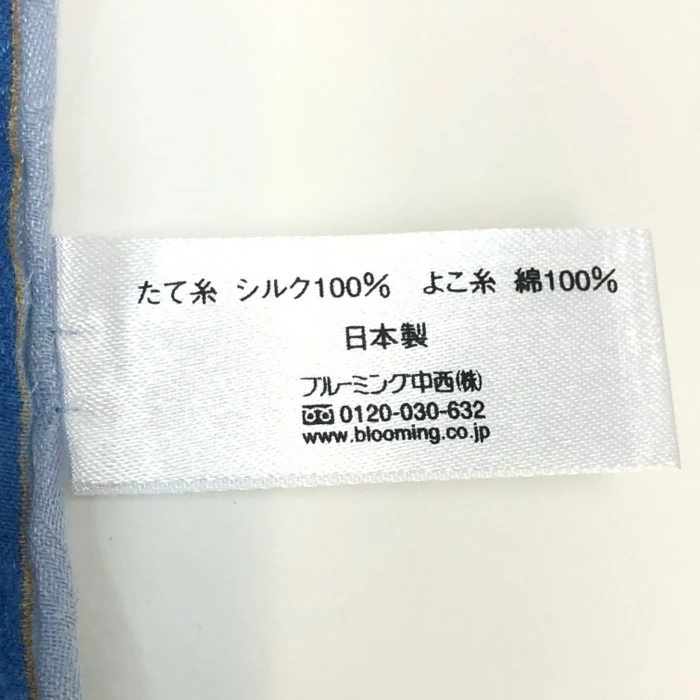 たて糸 シルク100% よこ糸 綿100%
日本製
ブルーミング中西(株)
0120-030-632
www.blooming.co.jp